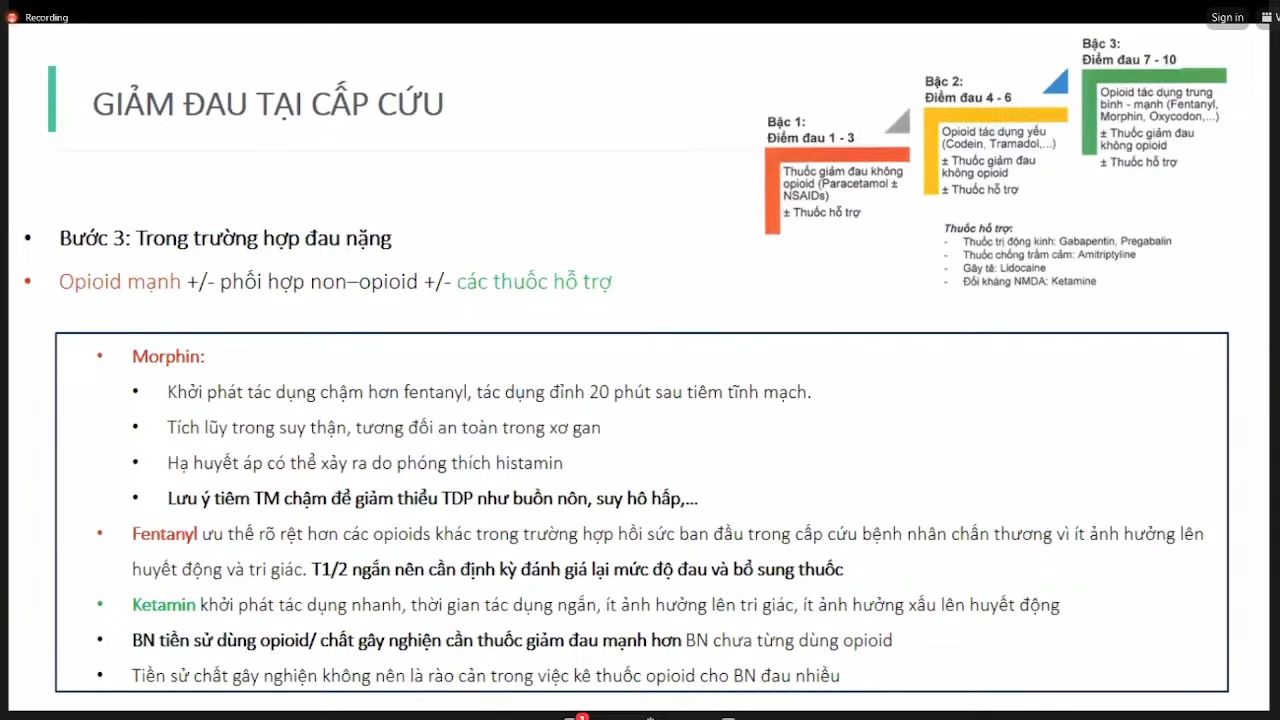 Recording
Sign in
GIẢM ĐAU TẠI CẤP CỨU
Bậc 1:
Điểm đau 1 - 3
Thuốc giảm đau không
opioid (Paracetamol ±
NSAIDs)
± Thuốc hỗ trợ
Bậc 2:
Điểm đau 4 - 6
Opioid tác dụng yếu
(Codein, Tramadol,...)
± Thuốc giảm đau
không opioid
± Thuốc hỗ trợ
Bậc 3:
Điểm đau 7 - 10
Opioid tác dụng trung
bình - mạnh (Fentanyl,
Morphin, Oxycodon,...)
± Thuốc giảm đau
không opioid
± Thuốc hỗ trợ
Thuốc hỗ trợ:
- Thuốc trị động kinh: Gabapentin, Pregabalin
- Thuốc chống trầm cảm: Amitriptyline
- Gây tê: Lidocaine
- Đối kháng NMDA: Ketamine
• Bước 3: Trong trường hợp đau nặng
• Opioid mạnh +/- phối hợp non–opioid +/- các thuốc hỗ trợ
• Morphin:
• Khởi phát tác dụng chậm hơn fentanyl, tác dụng đỉnh 20 phút sau tiêm tĩnh mạch.
• Tích lũy trong suy thận, tương đối an toàn trong xơ gan
• Hạ huyết áp có thể xảy ra do phóng thích histamin
• Lưu ý tiêm TM chậm để giảm thiểu TDP như buồn nôn, suy hô hấp,...
• Fentanyl ưu thế rõ rệt hơn các opioids khác trong trường hợp hồi sức ban đầu trong cấp cứu bệnh nhân chấn thương vì ít ảnh hưởng lên
huyết động và tri giác. T1/2 ngắn nên cần định kỳ đánh giá lại mức độ đau và bổ sung thuốc
• Ketamin khởi phát tác dụng nhanh, thời gian tác dụng ngắn, ít ảnh hưởng lên tri giác, ít ảnh hưởng xấu lên huyết động
• BN tiền sử dùng opioid/ chất gây nghiện cần thuốc giảm đau mạnh hơn BN chưa từng dùng opioid
• Tiền sử chất gây nghiện không nên là rào cản trong việc kê thuốc opioid cho BN đau nhiều
1